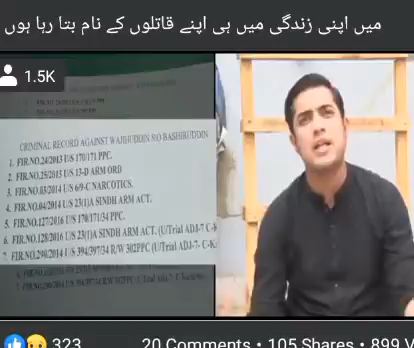 میں اپنی زندگی میں ہی اپنے قاتلوں کے نام بتا رہا ہوں
1.5K
CRIMINAL RECORD AGAINST WAJIHUDDIN S/O BASHIRUDDIN
1. FIR.NO.24/2013 U/S 170/171 PPC.
2. FIR.NO.25/2013 U/S 13-D ARM ORD
3. FIR.NO.03/2014 U/S 6/9-C NARCOTICS.
4. FIR.NO.04/2014 U/S 23(1)A SINDH ARM ACT.
5. FIR.NO.127/2016 U/S 170/171/34 PPC.
6. FIR.NO.128/2016 U/S 23(1)A SINDH ARM ACT. (U/Trial ADJ-7 C-K
7. FIR.NO.290/2014 U/S 394/397/34 R/W 302PPC (U/Trial ADJ-7 C-K
323
20 Comments • 105 Shares • 899 V